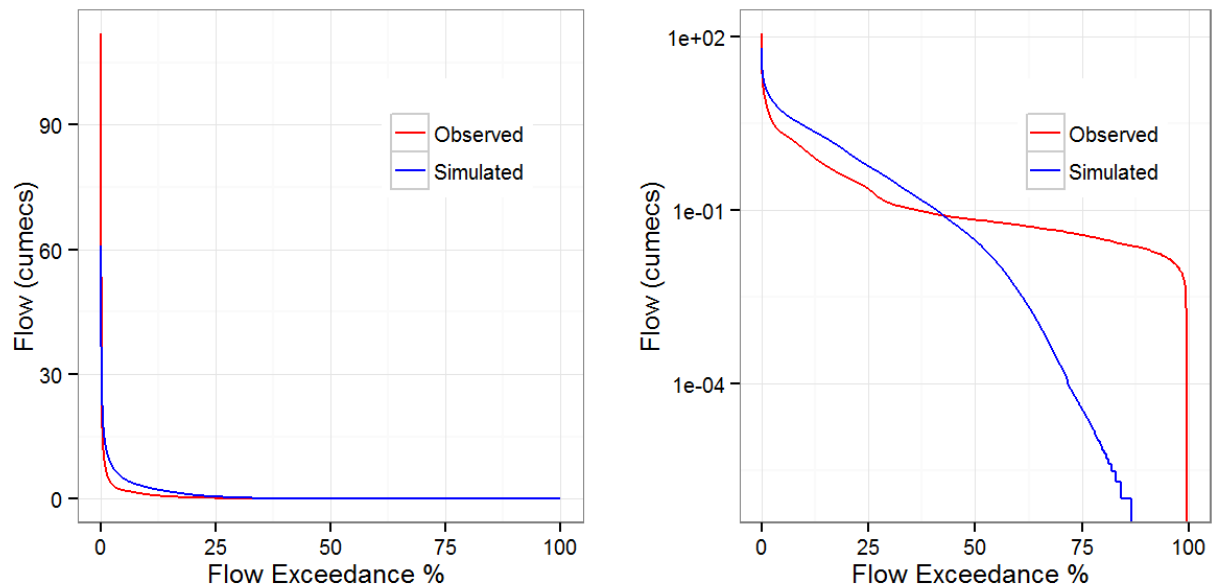 90
60
30
0
Flow (cumecs)
0
25
50
75
100
Flow Exceedance %
Observed
Simulated
1e+02
1e-01
1e-04
Flow (cumecs)
0
25
50
75
100
Flow Exceedance %
Observed
Simulated